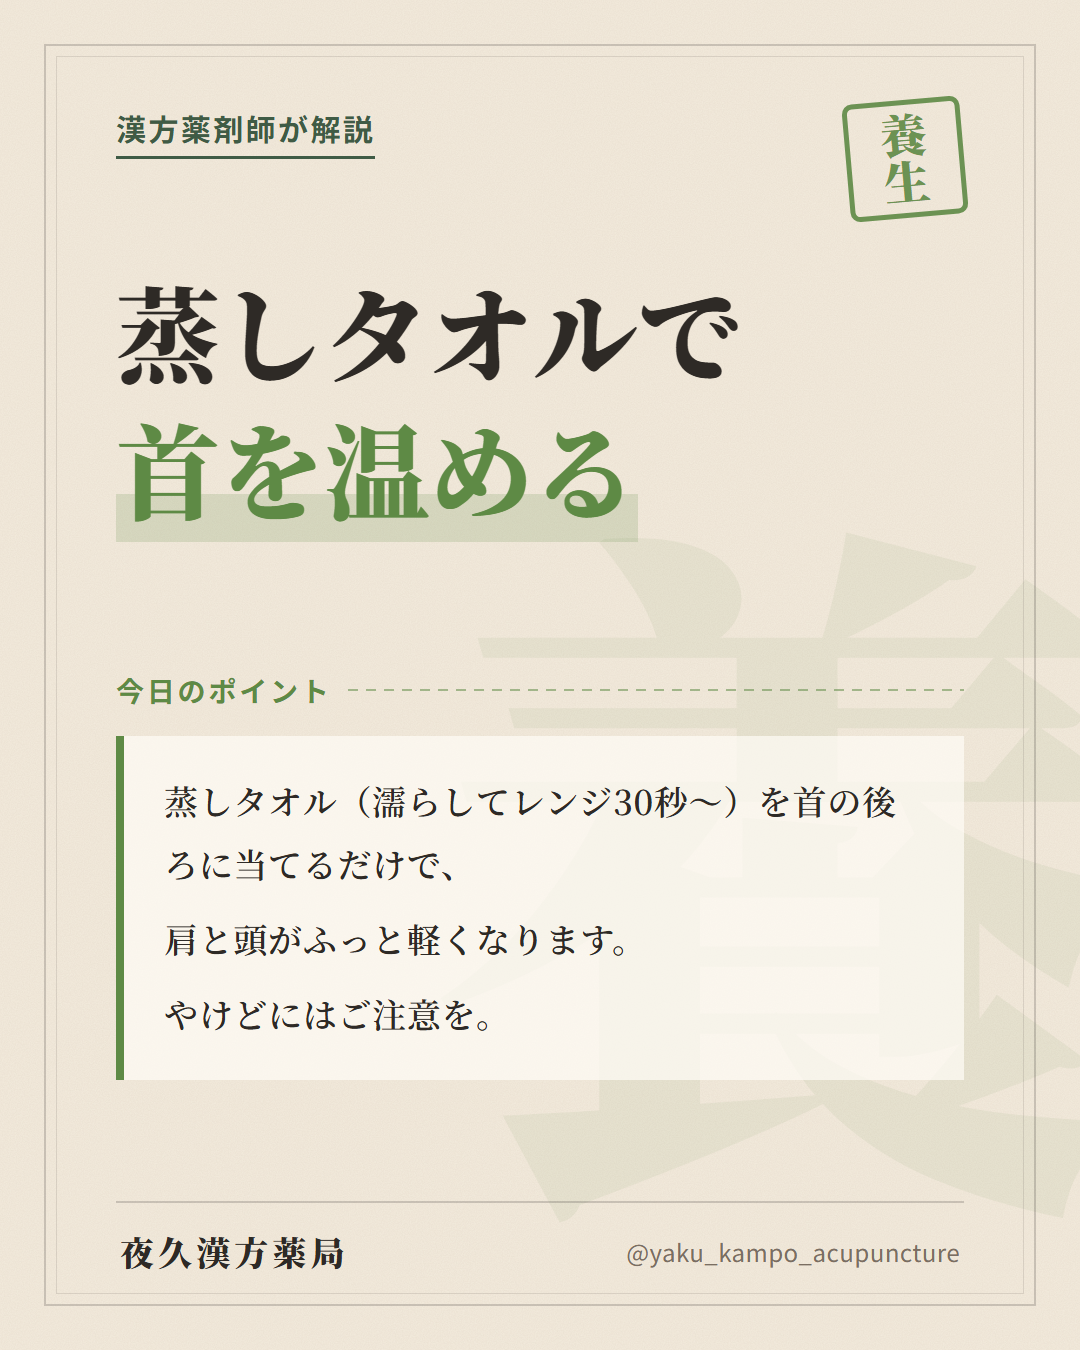 漢方薬剤師が解説
養生
蒸しタオルで
首を温める
今日のポイント
蒸しタオル（濡らしてレンジ30秒〜）を首の後
ろに当てるだけで、
肩と頭がふっと軽くなります。
やけどにはご注意を。
夜久漢方薬局
@yaku_kampo_acupuncture
養